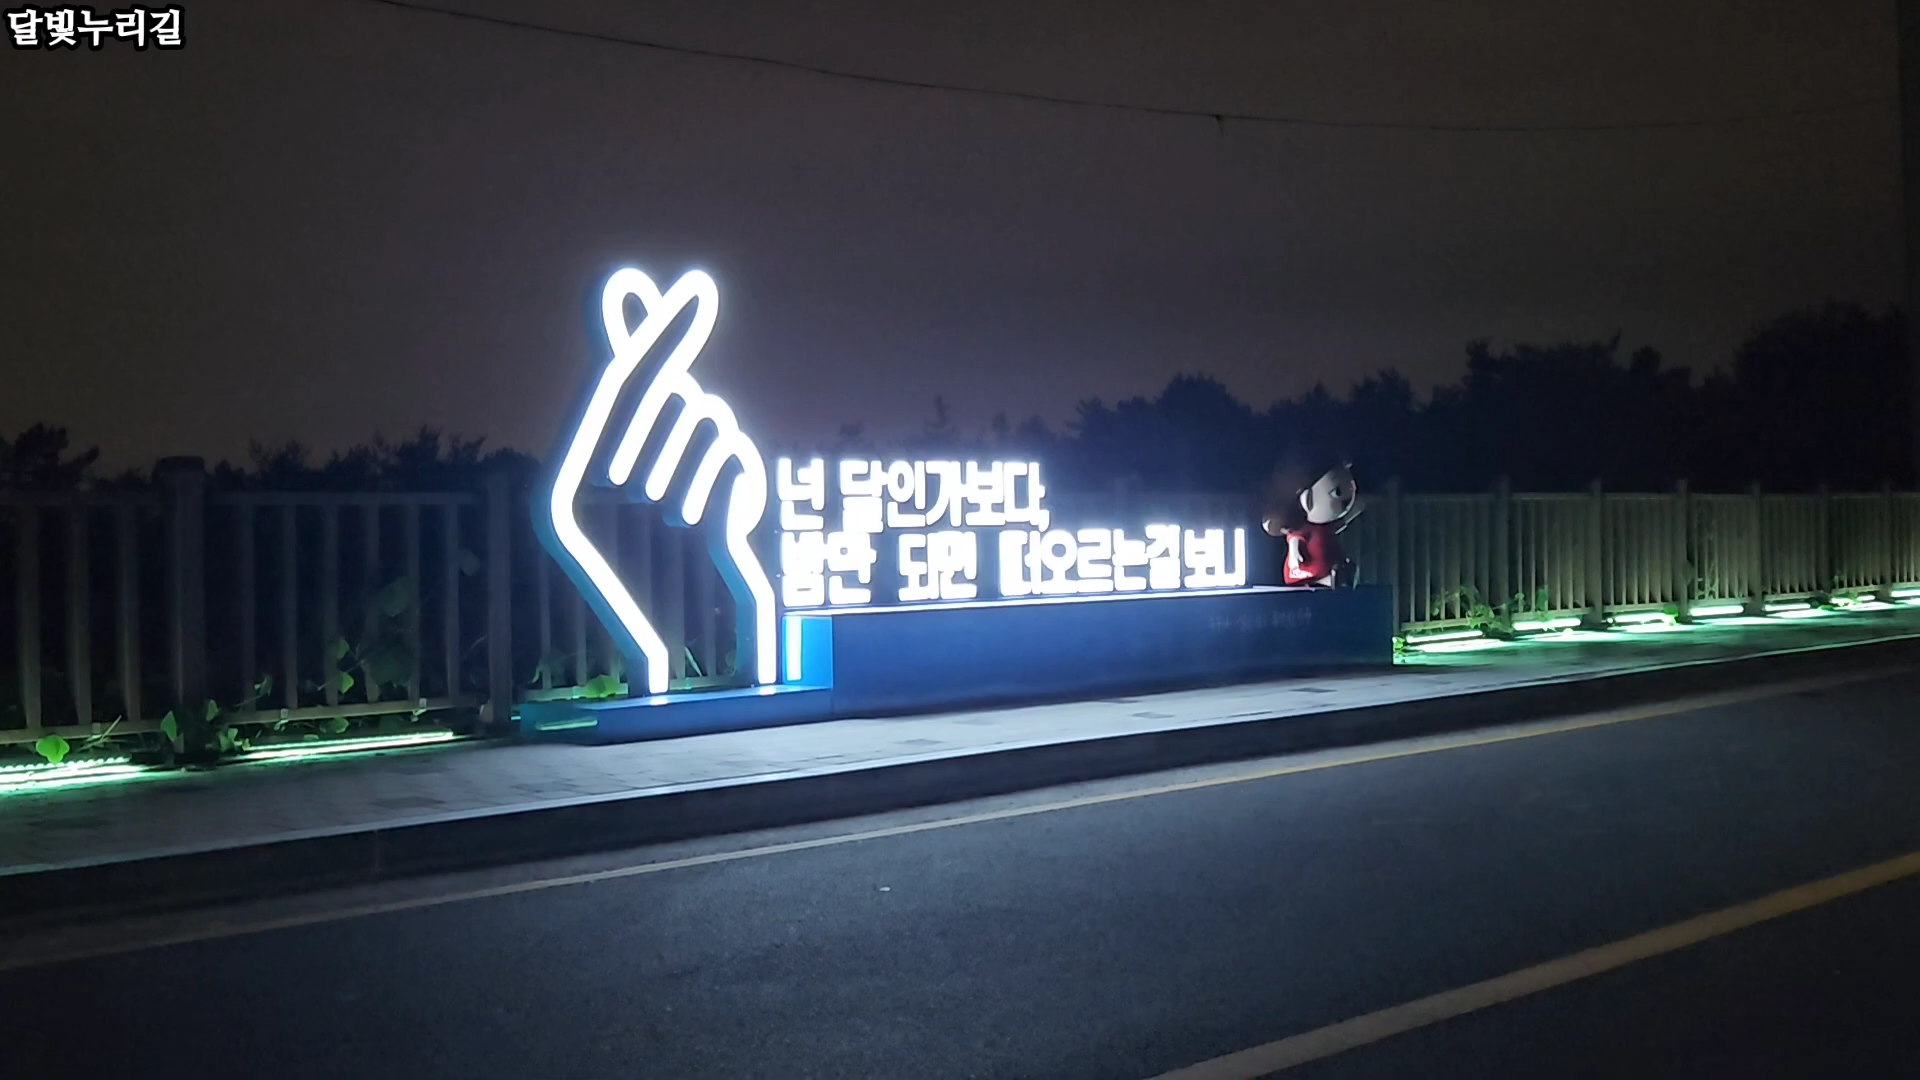 달빛누리길
넌 달인가보다,
밤만 되면 떠오르는걸 보니